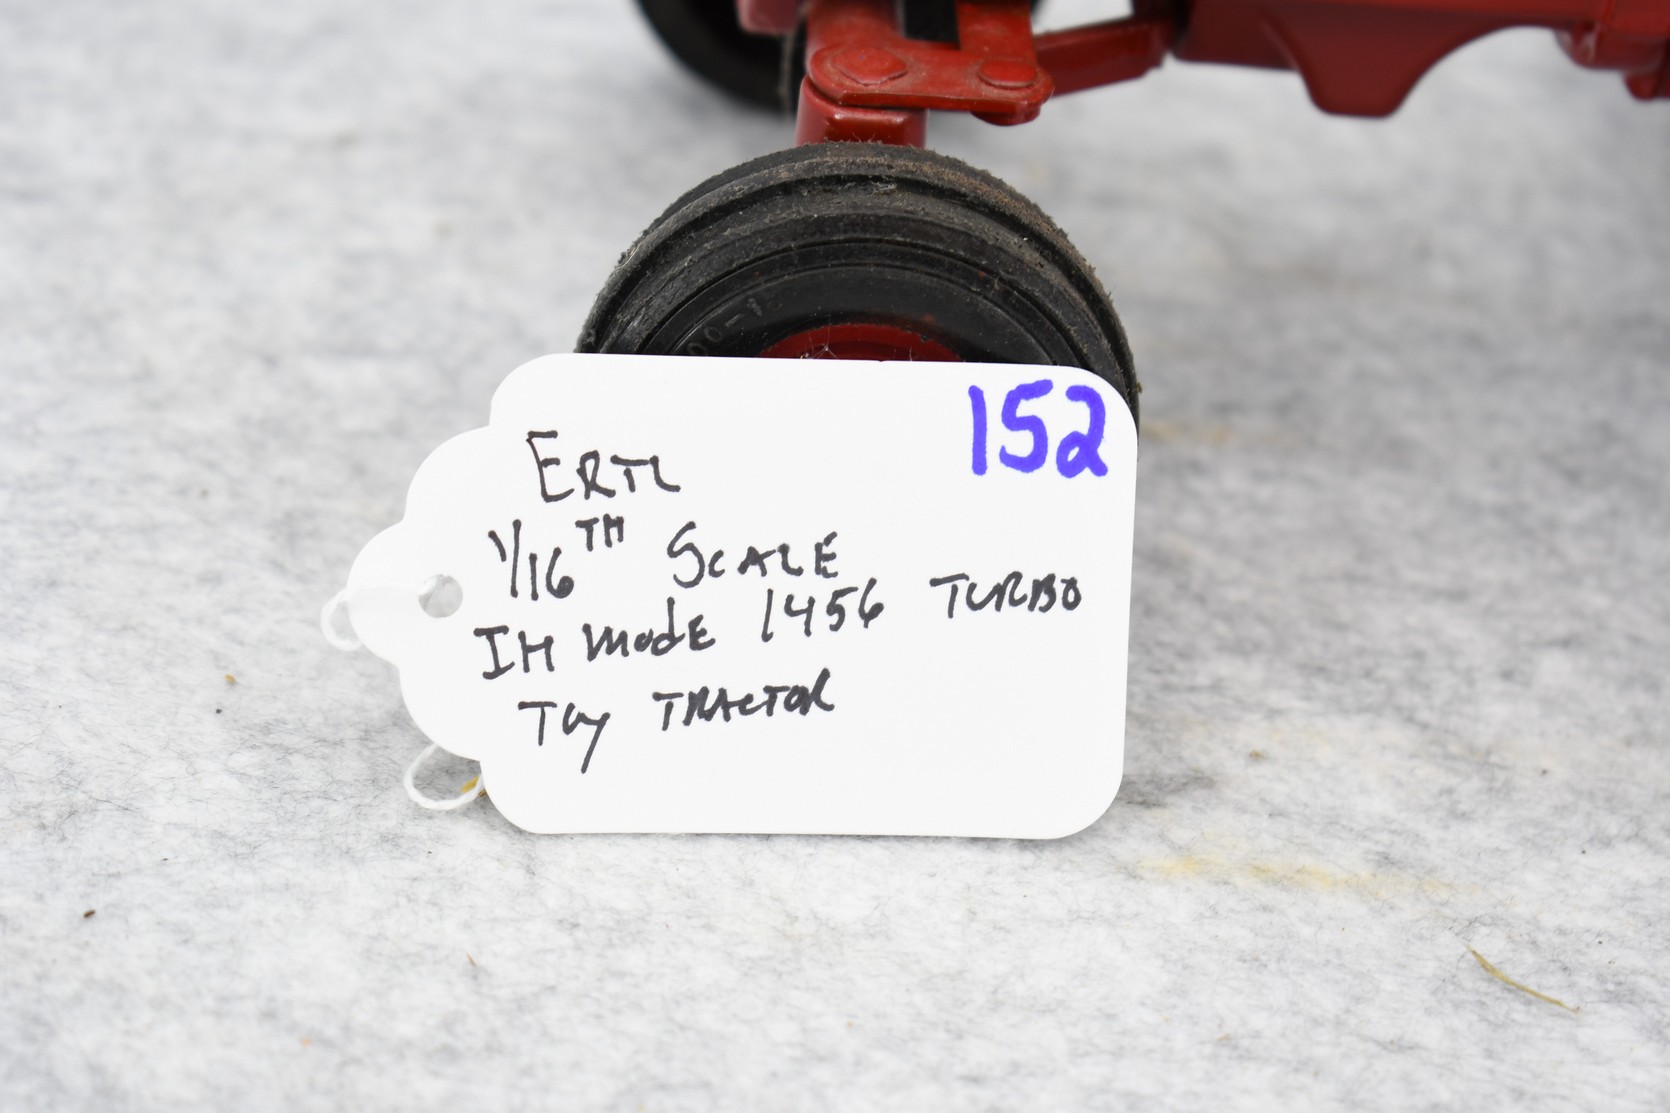 152
ERTL
1/16TH SCALE
IH MODE 1456 TURBO
TOY TRACTOR